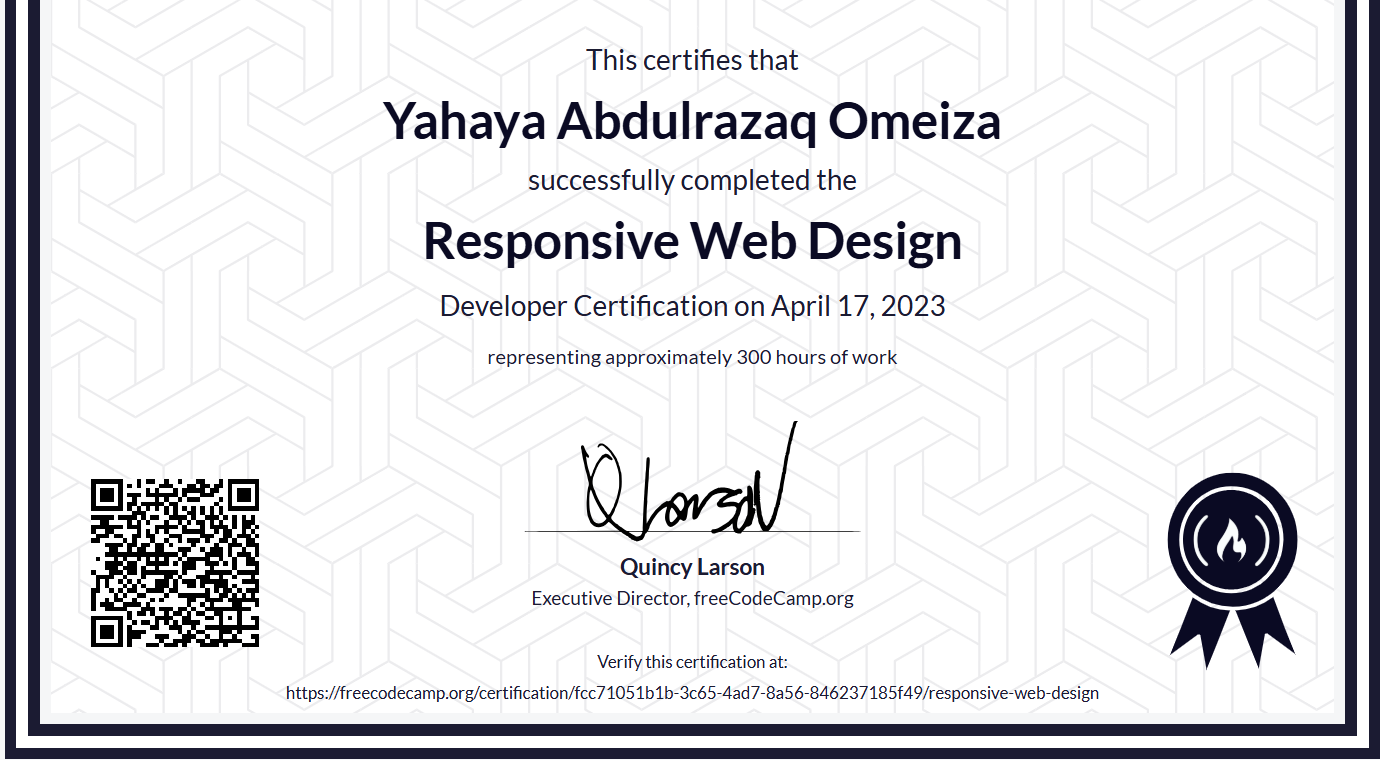 This certifies that
Yahaya Abdulrazaq Omeiza
successfully completed the
Responsive Web Design
Developer Certification on April 17, 2023
representing approximately 300 hours of work
Quincy Larson
Executive Director, freeCodeCamp.org
Verify this certification at:
https://freecodecamp.org/certification/fcc71051b1b-3c65-4ad7-8a56-846237185f49/responsive-web-design